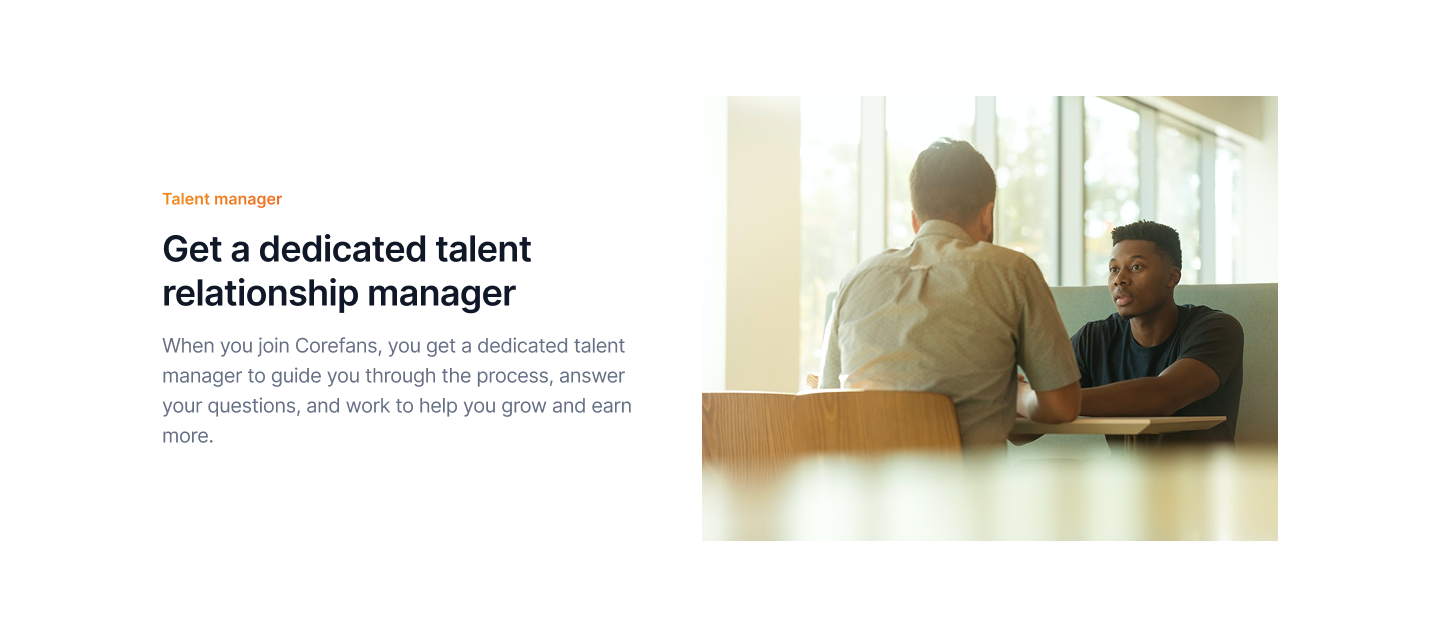 Talent manager
Get a dedicated talent
relationship manager
When you join Corefans, you get a dedicated talent
manager to guide you through the process, answer
your questions, and work to help you grow and earn
more.